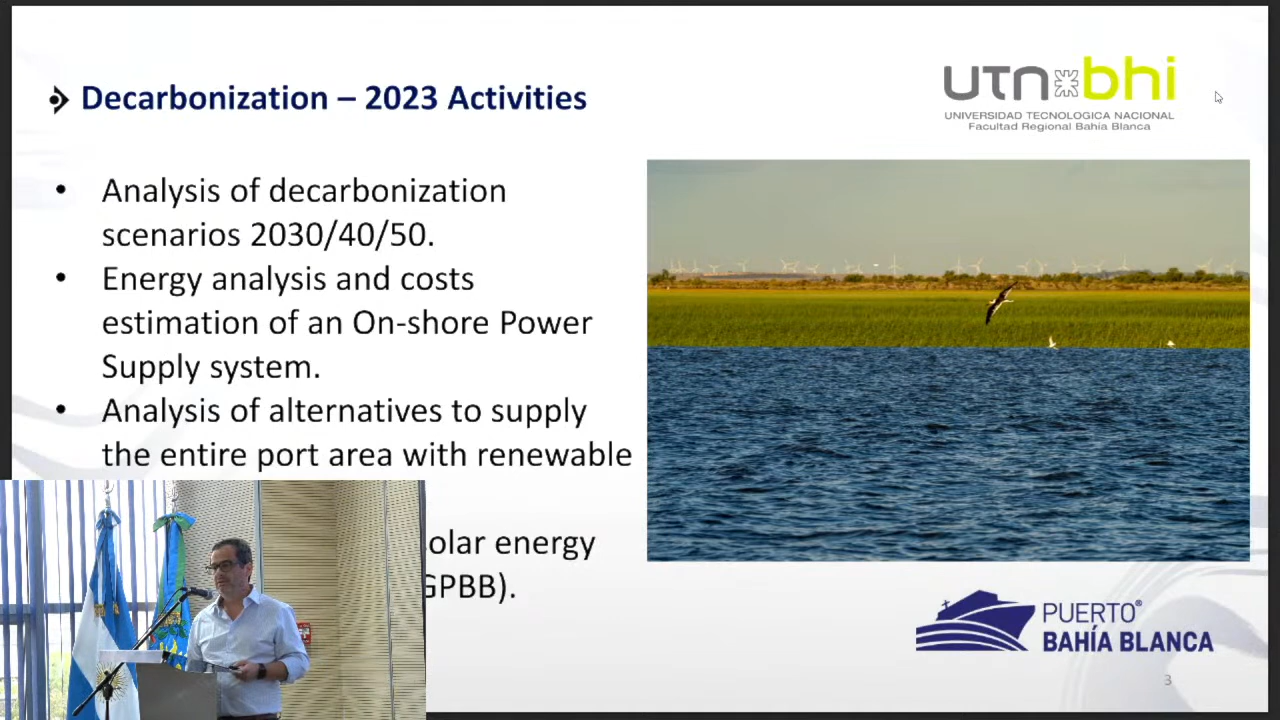 Decarbonization – 2023 Activities
utn bhi
UNIVERSIDAD TECNOLOGICA NACIONAL
Facultad Regional Bahía Blanca
• Analysis of decarbonization
scenarios 2030/40/50.
• Energy analysis and costs
estimation of an On-shore Power
Supply system.
• Analysis of alternatives to supply
the entire port area with renewable
olar energy
GPBB).
PUERTO®
BAHÍA BLANCA
3